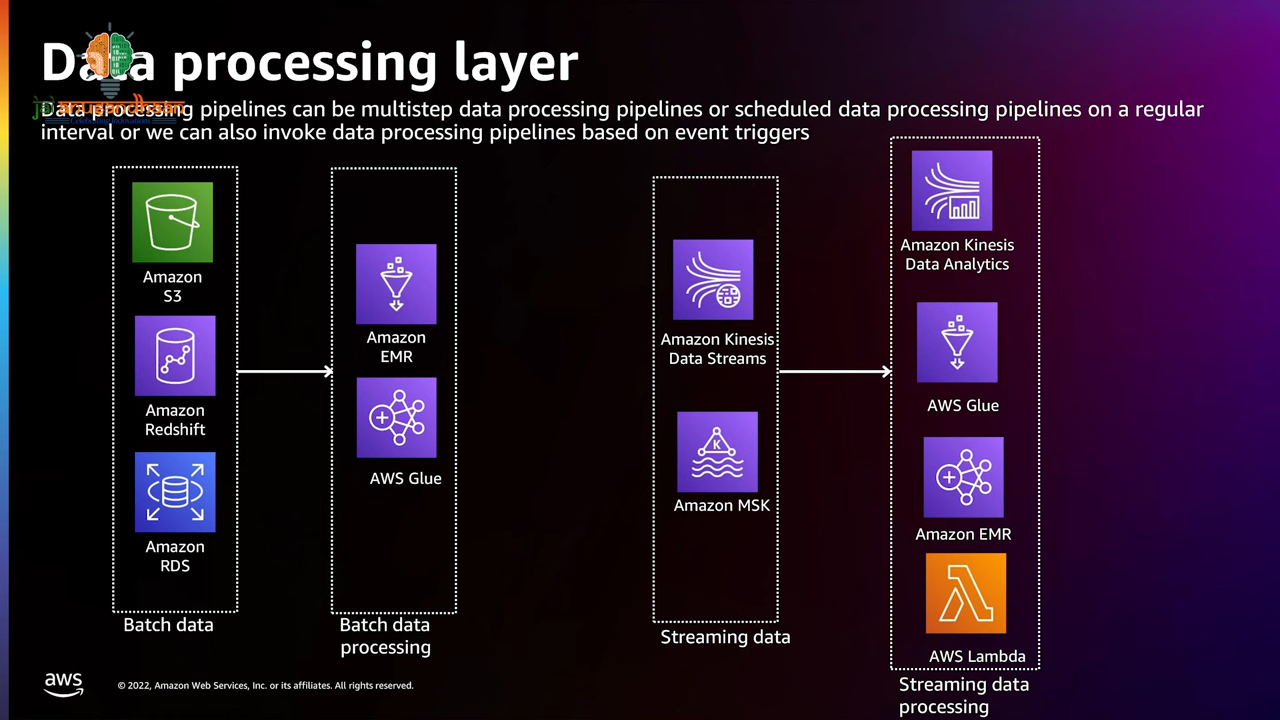 Data processing layer
Data processing pipelines can be multistep data processing pipelines or scheduled data processing pipelines on a regular
interval or we can also invoke data processing pipelines based on event triggers
Amazon
S3
Amazon
Redshift
Amazon
RDS
Batch data
Amazon
EMR
AWS Glue
Batch data
processing
Amazon Kinesis
Data Streams
K
Amazon MSK
Streaming data
Amazon Kinesis
Data Analytics
AWS Glue
Amazon EMR
AWS Lambda
Streaming data
processing
aws
© 2022, Amazon Web Services, Inc. or its affiliates. All rights reserved.